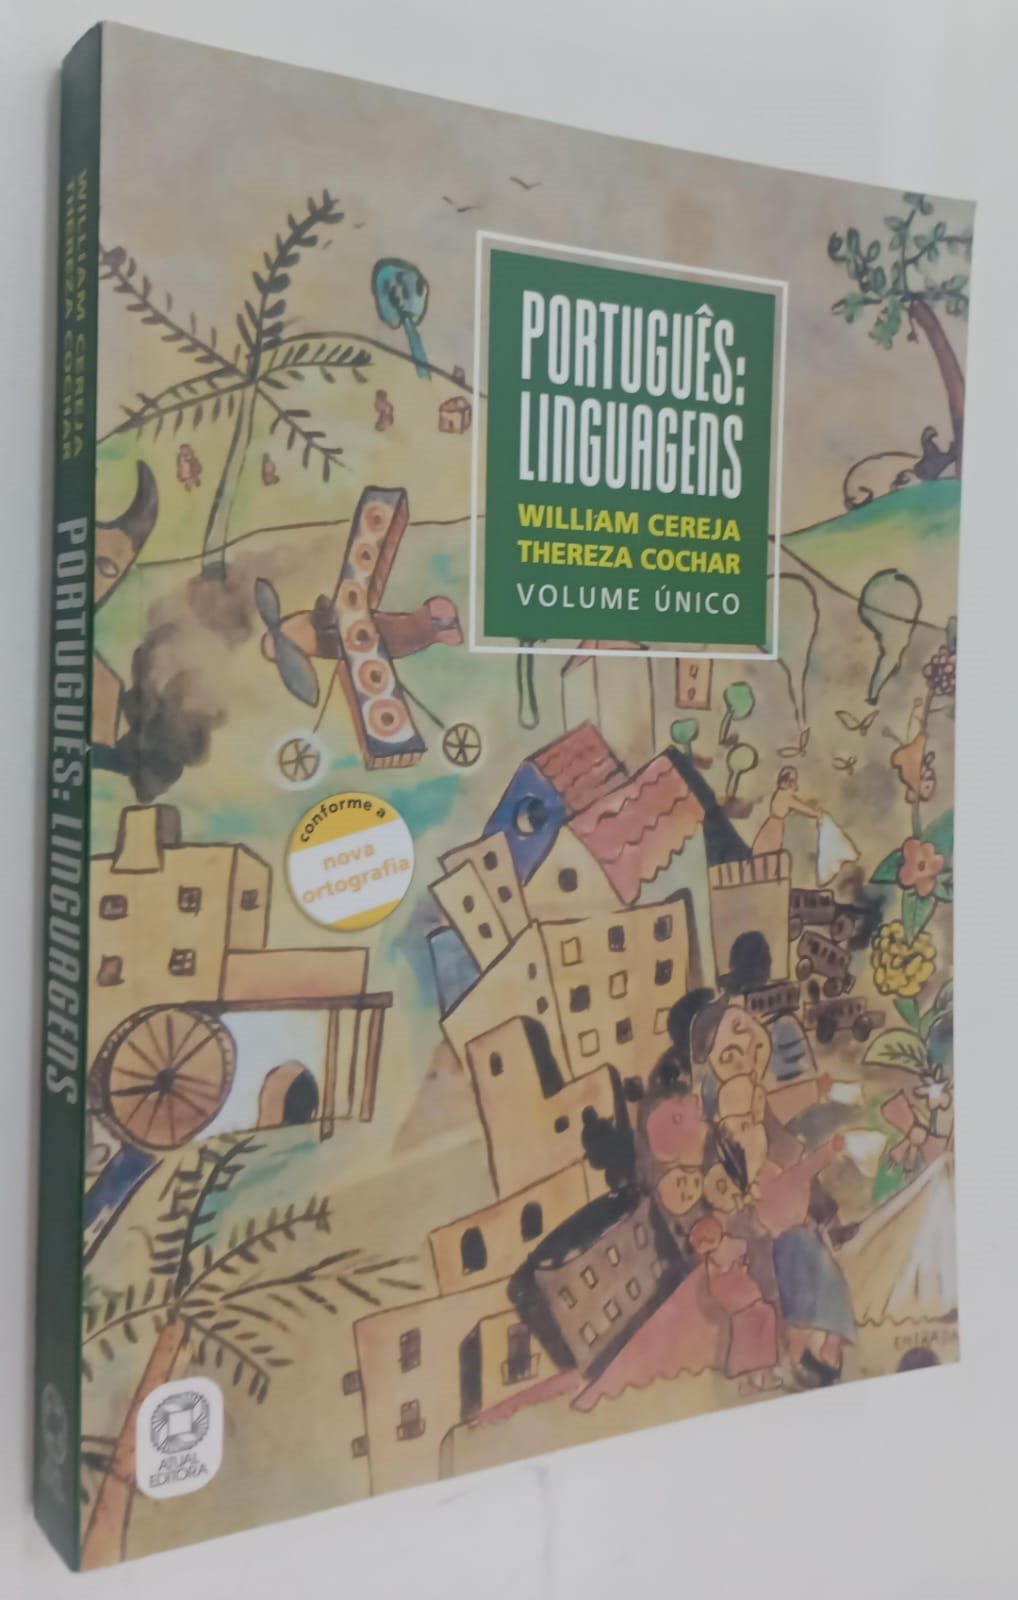 WILLIAM CEREJA
THEREZA COCHAR
PORTUGUÊS: LINGUAGENS
PORTUGUÊS:
LINGUAGENS
WILLIAM CEREJA
THEREZA COCHAR
VOLUME ÚNICO
conforme a
nova
ortografia
ENTRADA
ATUAL
EDITORA